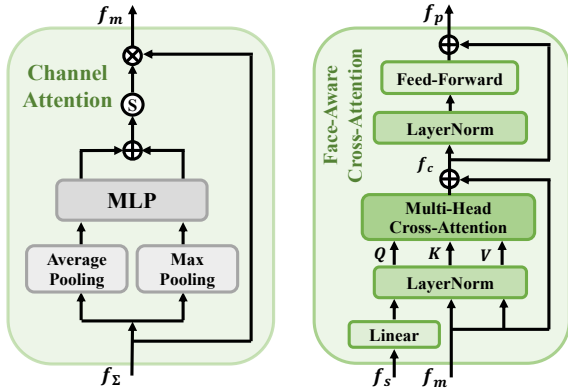 f_m
Channel
Attention
S
MLP
Average
Pooling
Max
Pooling
f_Σ
f_p
Face-Aware
Cross-Attention
Feed-Forward
LayerNorm
f_c
Multi-Head
Cross-Attention
Q K V
LayerNorm
Linear
f_s f_m